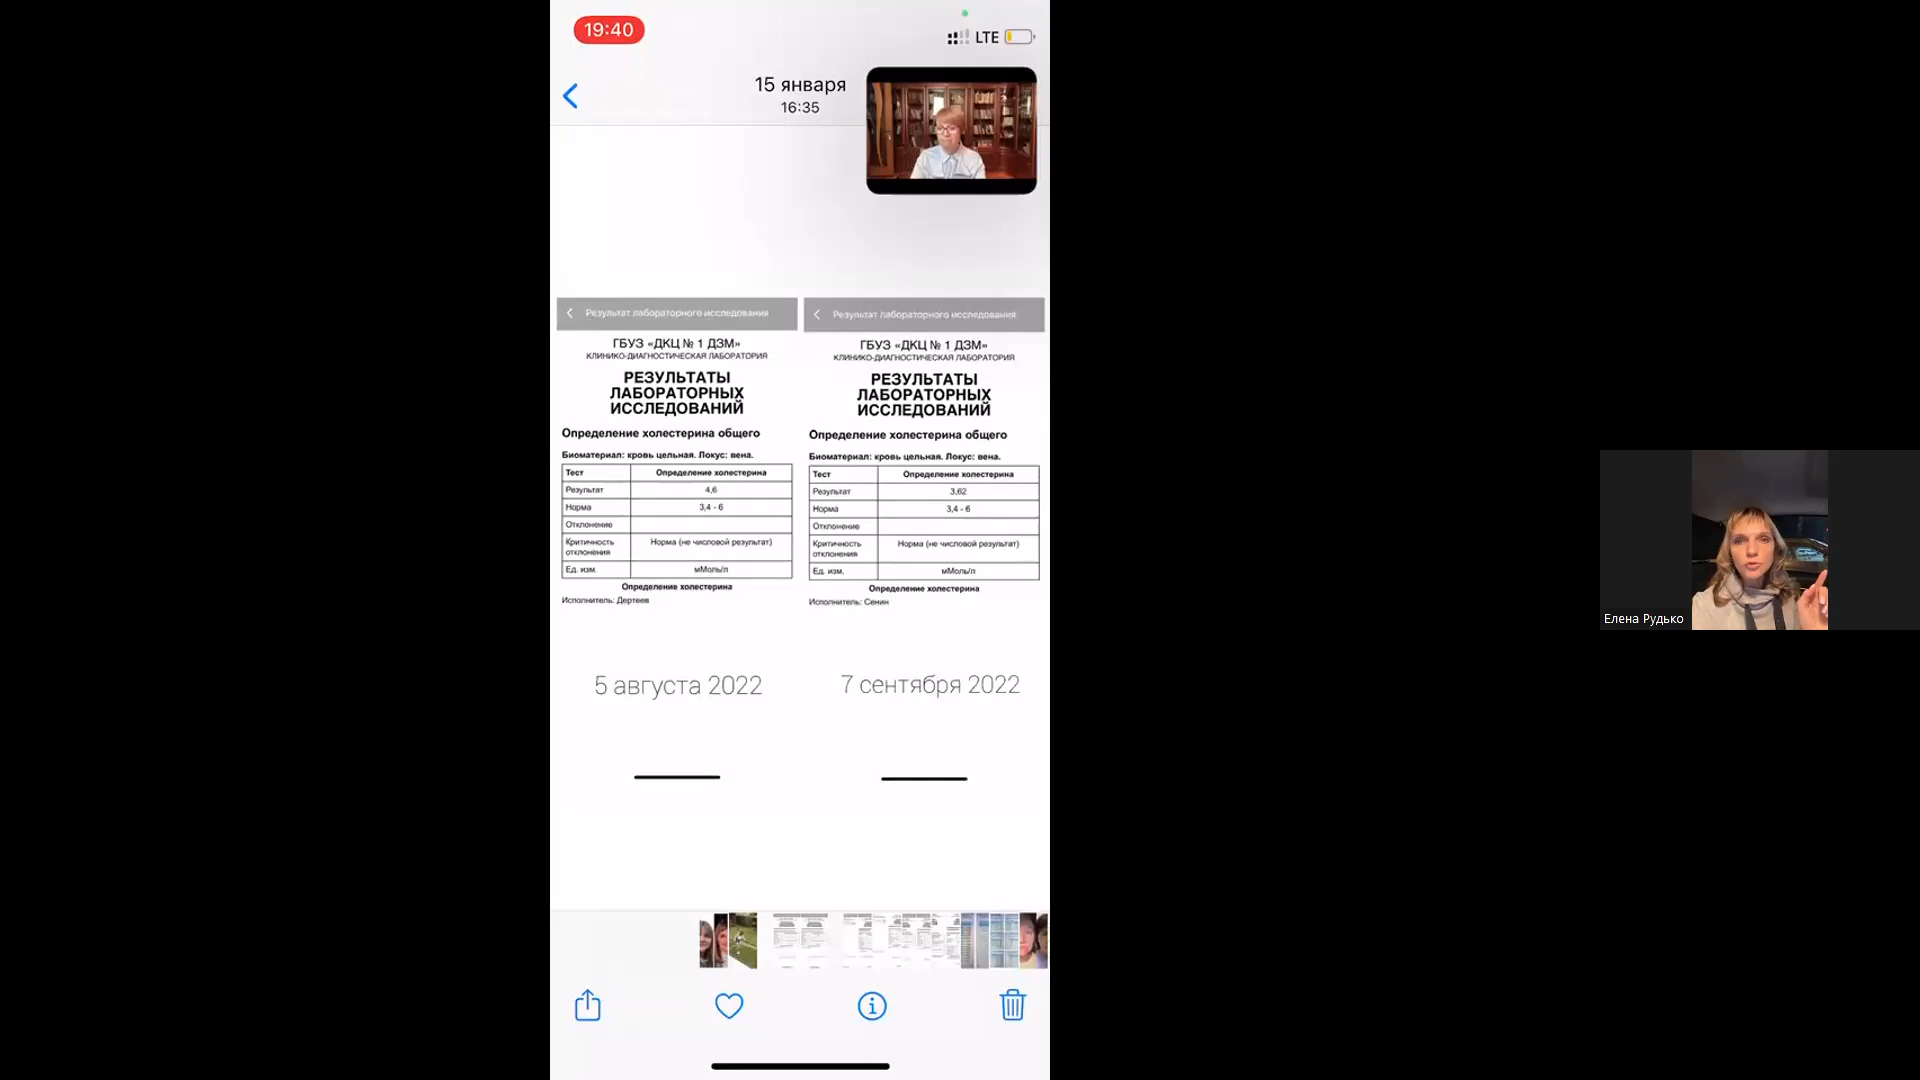 19:40
LTE
15 января
16:35
Результат лабораторного исследования
ГБУЗ «ДКЦ № 1 ДЗМ»
КЛИНИКО-ДИАГНОСТИЧЕСКАЯ ЛАБОРАТОРИЯ
РЕЗУЛЬТАТЫ
ЛАБОРАТОРНЫХ
ИССЛЕДОВАНИЙ
Определение холестерина общего
Биоматериал: кровь цельная. Локус: вена.
Тест Определение холестерина
Результат 4,6
Норма 3,4 - 6
Отклонение
Критичность Норма (не числовой результат)
отклонения
Ед. изм. мМоль/л
Определение холестерина
Исполнитель: Дертеев
5 августа 2022
Результат лабораторного исследования
ГБУЗ «ДКЦ № 1 ДЗМ»
КЛИНИКО-ДИАГНОСТИЧЕСКАЯ ЛАБОРАТОРИЯ
РЕЗУЛЬТАТЫ
ЛАБОРАТОРНЫХ
ИССЛЕДОВАНИЙ
Определение холестерина общего
Биоматериал: кровь цельная. Локус: вена.
Тест Определение холестерина
Результат 3,62
Норма 3,4 - 6
Отклонение
Критичность Норма (не числовой результат)
отклонения
Ед. изм. мМоль/л
Определение холестерина
Исполнитель: Сенин
7 сентября 2022
Елена Рудько